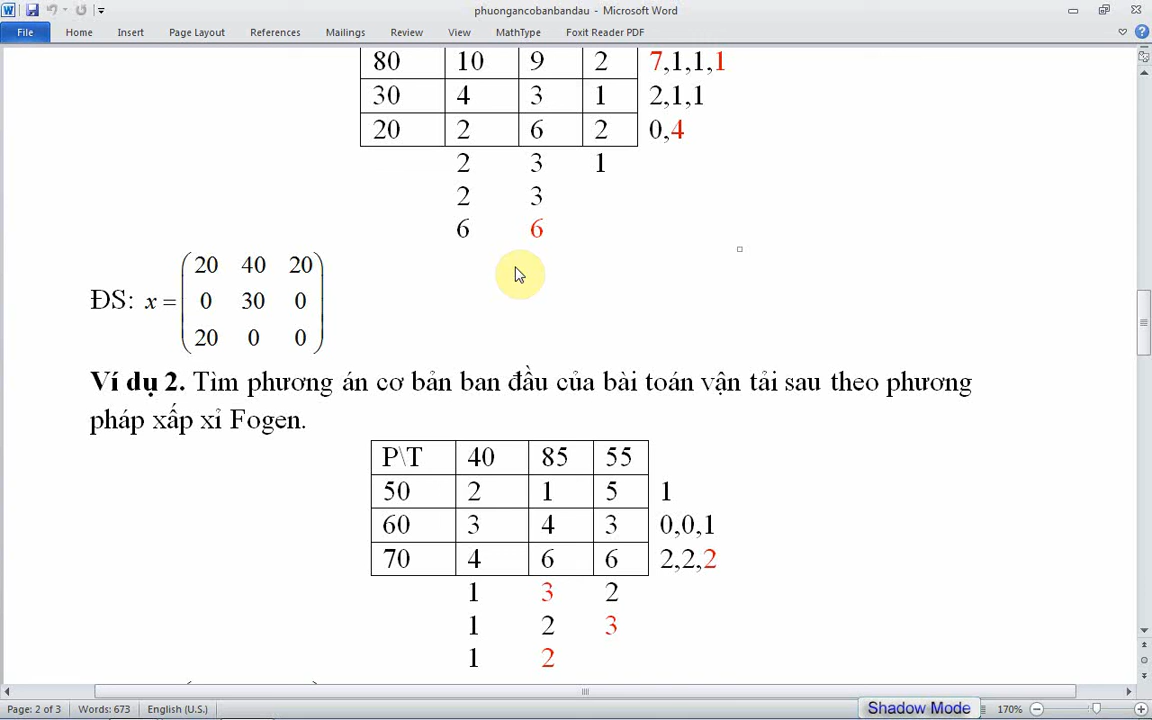 phuongancobanbandau - Microsoft Word
File Home Insert Page Layout References Mailings Review View MathType Foxit Reader PDF
80 10 9 2 7,1,1,1
30 4 3 1 2,1,1
20 2 6 2 0,4
2 3 1
2 3
6 6
20 40 20
ĐS: x = 0 30 0
20 0 0
Ví dụ 2. Tìm phương án cơ bản ban đầu của bài toán vận tải sau theo phương
pháp xấp xỉ Fogen.
P\T 40 85 55
50 2 1 5 1
60 3 4 3 0,0,1
70 4 6 6 2,2,2
1 3 2
1 2 3
1 2
Page: 2 of 3 Words: 673 English (U.S.) Shadow Mode 170%